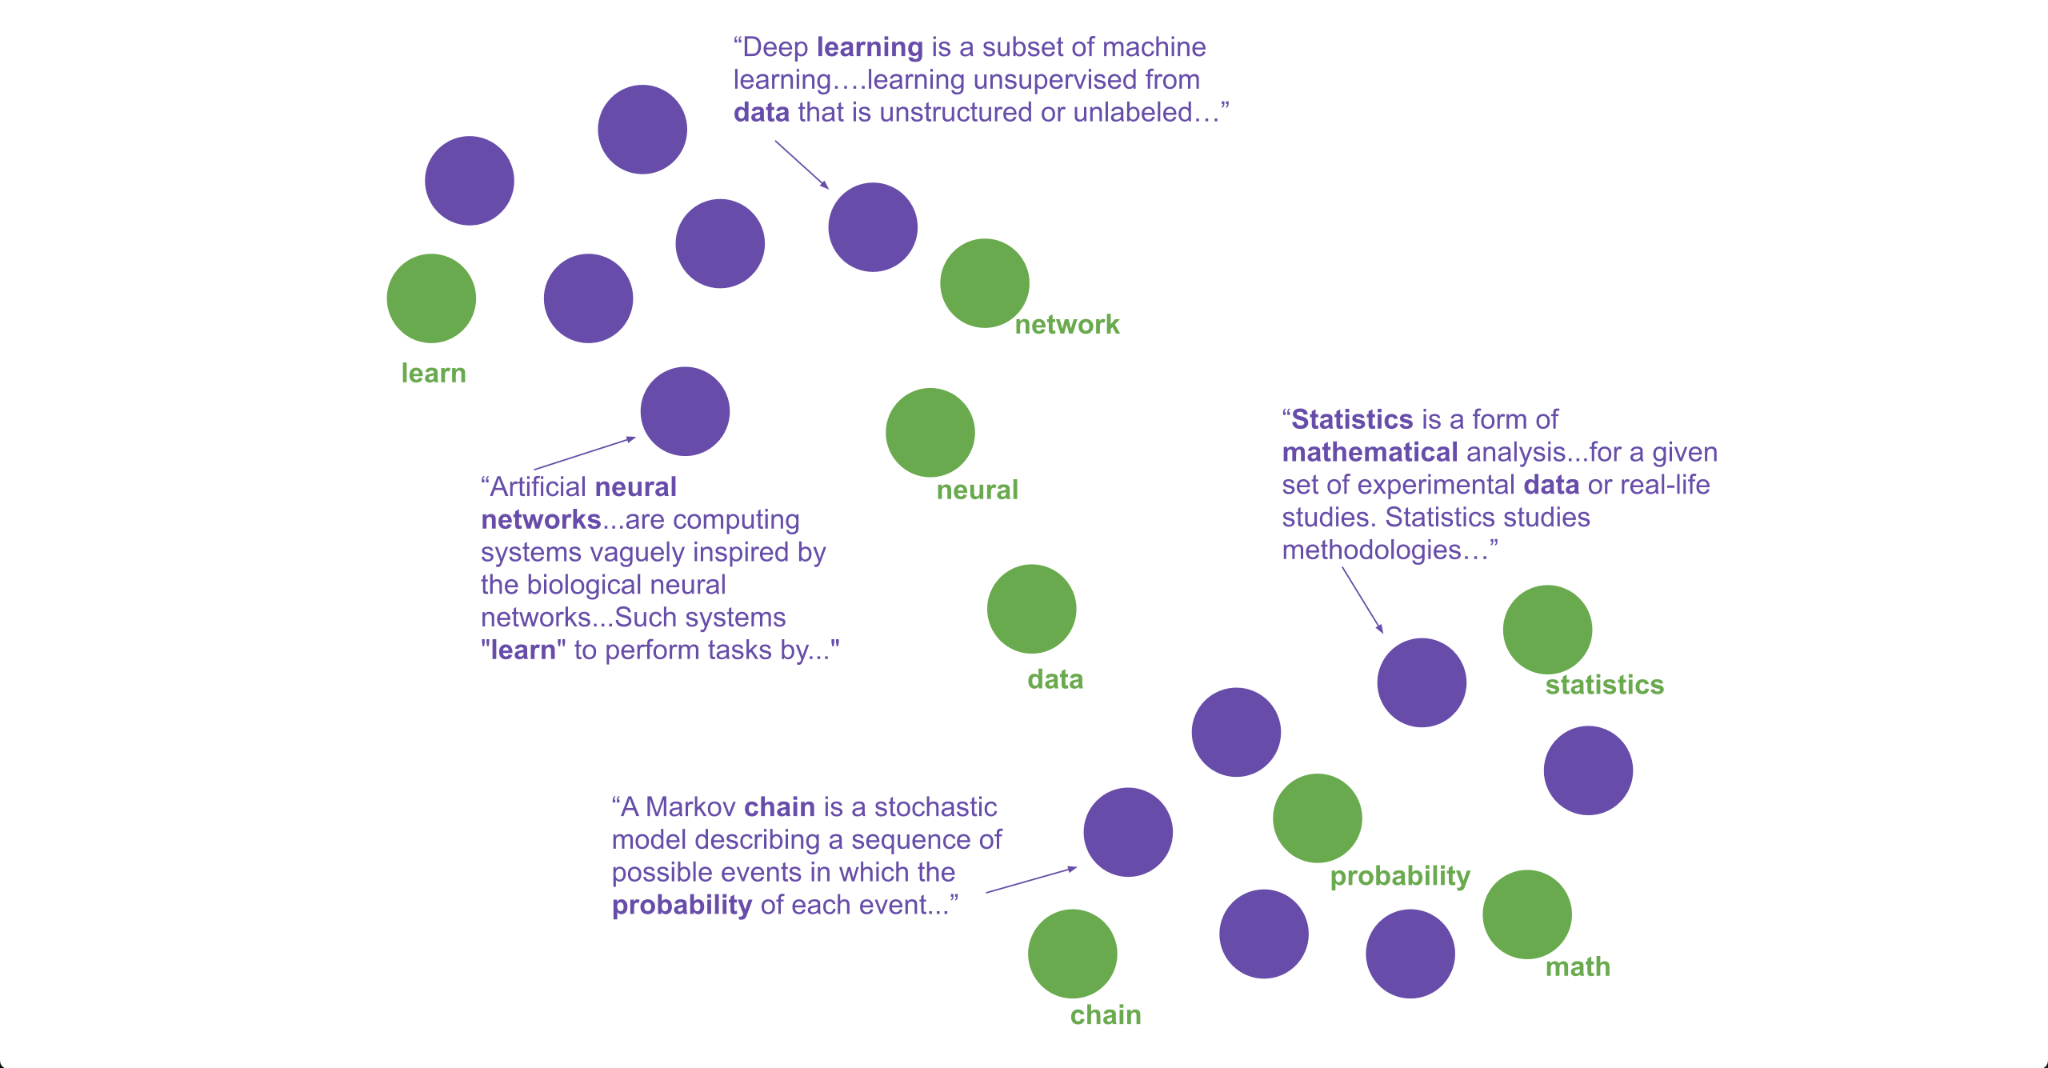 “Deep learning is a subset of machine
learning….learning unsupervised from
data that is unstructured or unlabeled…”
network
learn
“Artificial neural
networks...are computing
systems vaguely inspired by
the biological neural
networks...Such systems
"learn" to perform tasks by..."
neural
“Statistics is a form of
mathematical analysis...for a given
set of experimental data or real-life
studies. Statistics studies
methodologies…”
data
statistics
“A Markov chain is a stochastic
model describing a sequence of
possible events in which the
probability of each event...”
probability
math
chain